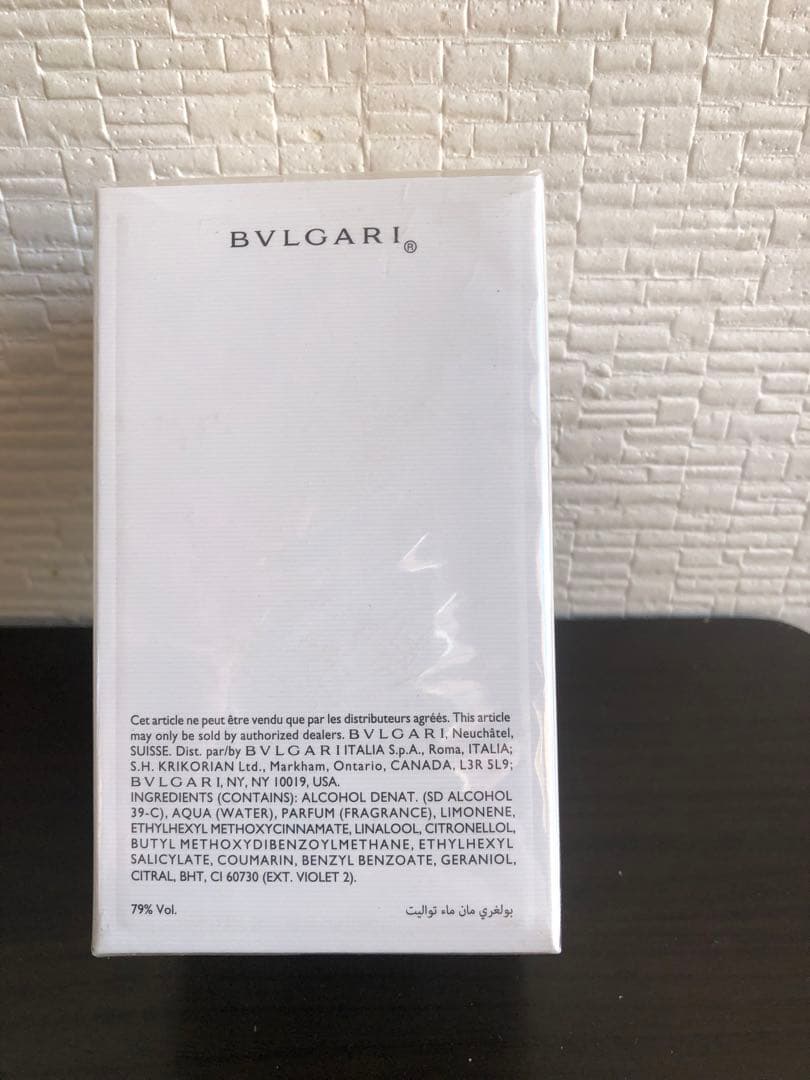 BVLGARI®
Cet article ne peut être vendu que par les distributeurs agréés. This article
may only be sold by authorized dealers. BVLGARI, Neuchâtel,
SUISSE. Dist. par/by BVLGARI ITALIA S.p.A., Roma, ITALIA;
S.H. KRIKORIAN Ltd., Markham, Ontario, CANADA, L3R 5L9;
BVLGARI, NY, NY 10019, USA.
INGREDIENTS (CONTAINS): ALCOHOL DENAT. (SD ALCOHOL
39-C), AQUA (WATER), PARFUM (FRAGRANCE), LIMONENE,
ETHYLHEXYL METHOXYCINNAMATE, LINALOOL, CITRONELLOL,
BUTYL METHOXYDIBENZOYLMETHANE, ETHYLHEXYL
SALICYLATE, COUMARIN, BENZYL BENZOATE, GERANIOL,
CITRAL, BHT, CI 60730 (EXT. VIOLET 2).
79% Vol. بولغري مان ماء تواليت